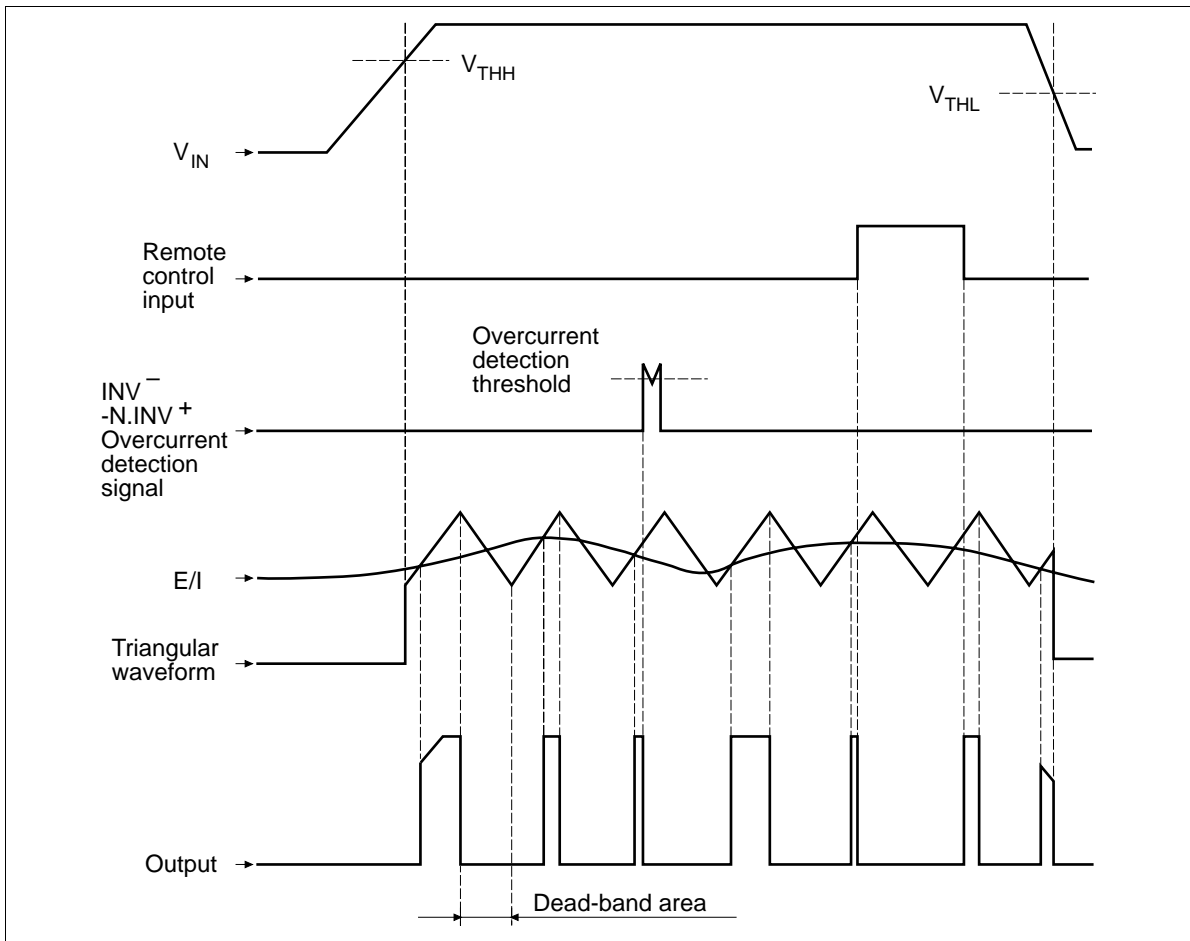 V_THH
V_THL
V_IN
Remote
control
input
Overcurrent
detection
threshold
INV −
-N.INV +
Overcurrent
detection
signal
E/I
Triangular
waveform
Output
Dead-band area